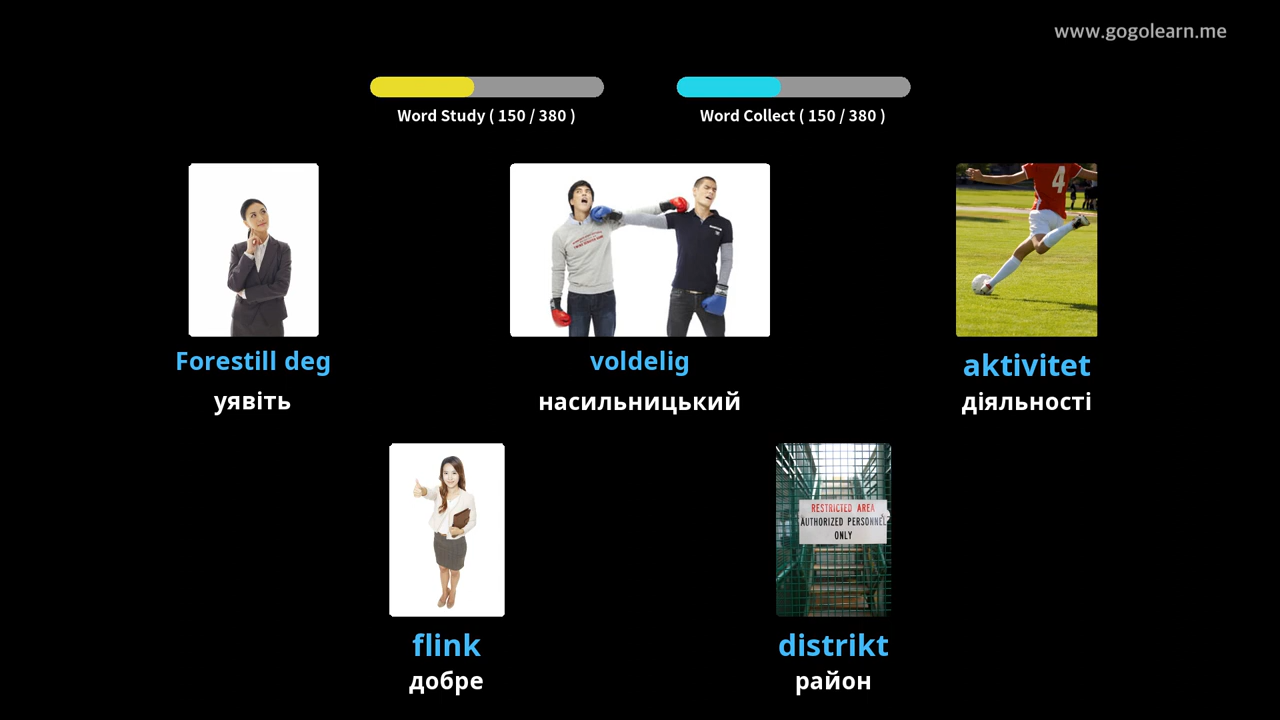 www.gogolearn.me
Word Study ( 150 / 380 )
Word Collect ( 150 / 380 )
4
Forestill deg
уявіть
voldelig
насильницький
aktivitet
діяльності
RESTRICTED AREA
AUTHORIZED PERSONNEL
ONLY
flink
добре
distrikt
район